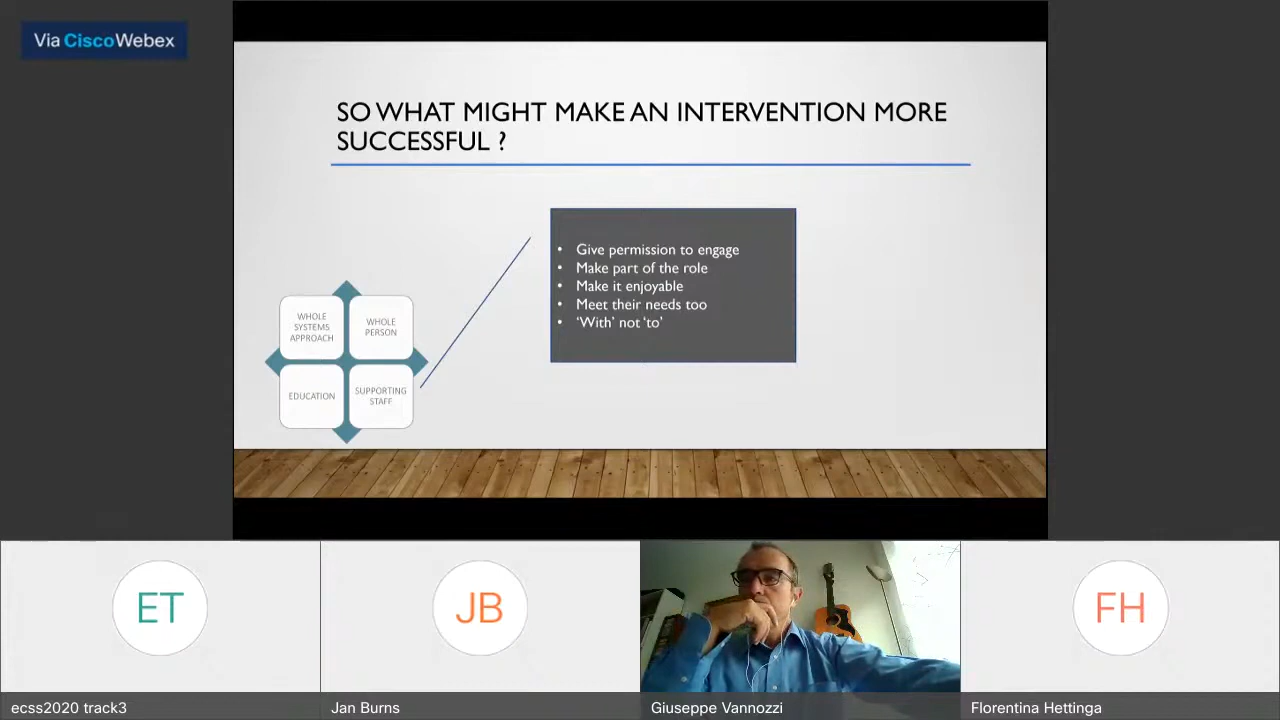 Via Cisco Webex
SO WHAT MIGHT MAKE AN INTERVENTION MORE
SUCCESSFUL ?
• Give permission to engage
• Make part of the role
• Make it enjoyable
• Meet their needs too
• ‘With’ not ‘to’
WHOLE
SYSTEMS
APPROACH
WHOLE
PERSON
EDUCATION
SUPPORTING
STAFF
ET
JB
FH
ecss2020 track3
Jan Burns
Giuseppe Vannozzi
Florentina Hettinga